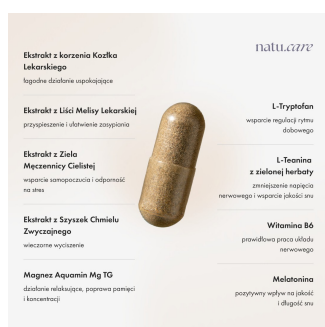 natu.care
Ekstrakt z korzenia Kozłka
Lekarskiego
łagodne działanie uspokajające
Ekstrakt z Liści Melisy Lekarskiej
przyspieszenie i ułatwienie zasypiania
Ekstrakt z Ziela
Męczennicy Cielistej
wsparcie samopoczucia i odporność
na stres
Ekstrakt z Szyszek Chmielu
Zwyczajnego
wieczorne wyciszenie
Magnez Aquamin Mg TG
działanie relaksujące, poprawa pamięci
i koncentracji
L-Tryptofan
wsparcie regulacji rytmu
dobowego
L-Teanina
z zielonej herbaty
zmniejszenie napięcia
nerwowego i wsparcie jakości snu
Witamina B6
prawidłowa praca układu
nerwowego
Melatonina
pozytywny wpływ na jakość
i długość snu